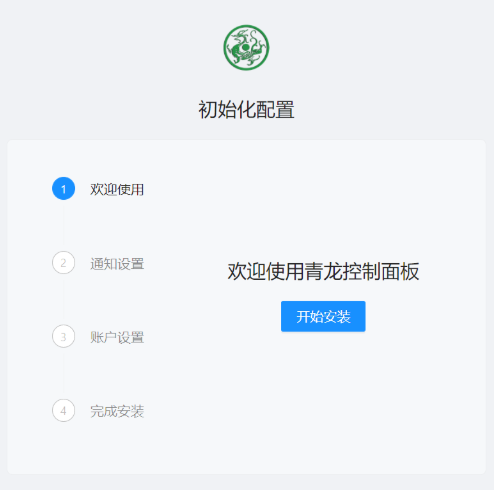 初始化配置
1 欢迎使用
2 通知设置
3 账户设置
4 完成安装
欢迎使用青龙控制面板
开始安装